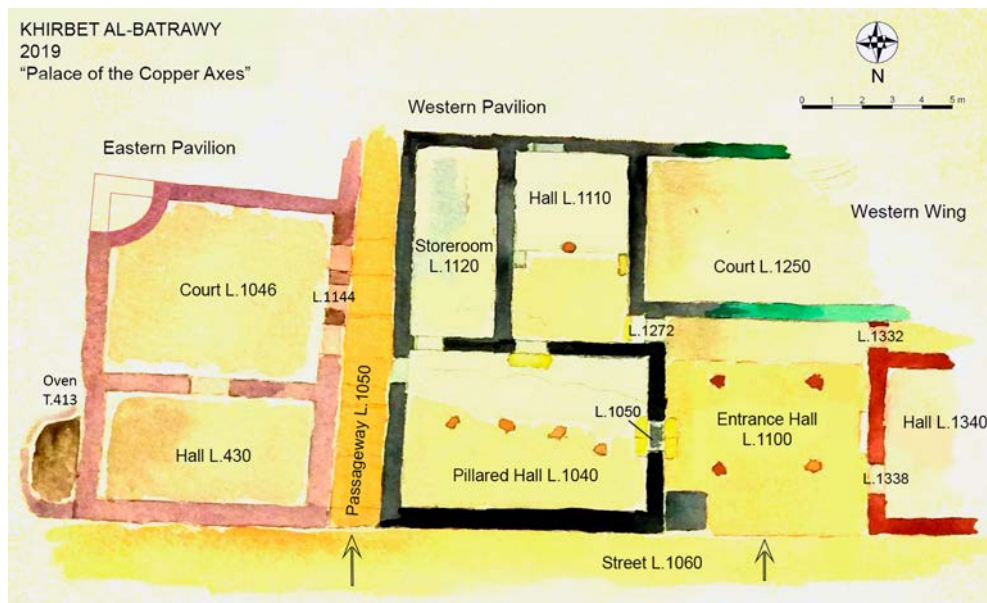 KHIRBET AL-BATRAWY
2019
“Palace of the Copper Axes”
N
0 1 2 3 4 5 m
Western Pavilion
Eastern Pavilion
Western Wing
Hall L.1110
Storeroom
L.1120
Court L.1250
Court L.1046
L.1144
L.1272
L.1332
Oven
T.413
Passageway L.1050
L.1050
Entrance Hall
L.1100
Hall L.1340
Hall L.430
Pillared Hall L.1040
L.1338
Street L.1060